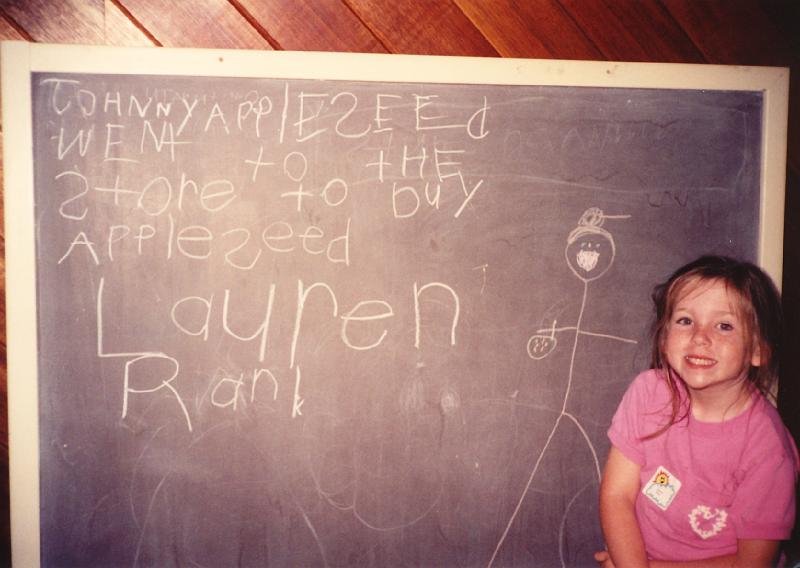 JOHNNY APPlESEEd
WENt to tHE
Store to buy
APPleseed
Lauren
Rank